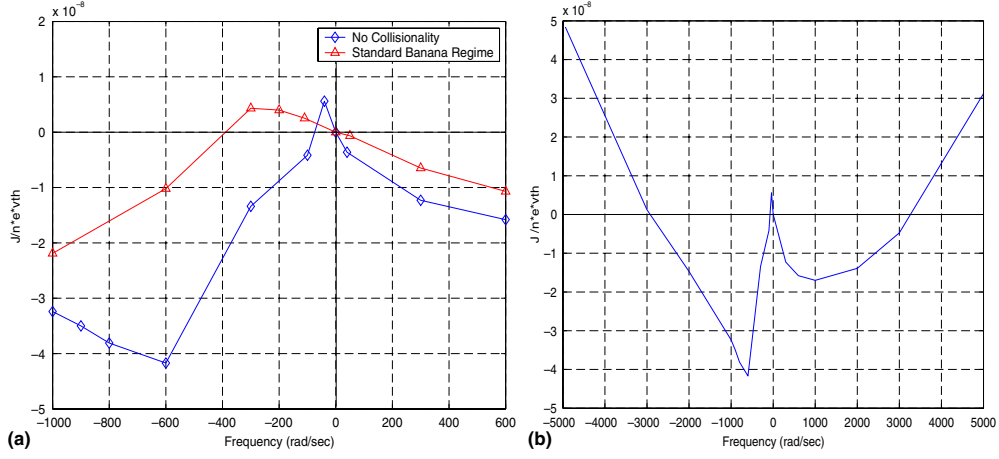 x 10⁻⁸
2
1
0
−1
−2
−3
−4
−5
J/n*e*vth
No Collisionality
Standard Banana Regime
−1000 −800 −600 −400 −200 0 200 400 600
Frequency (rad/sec)
(a)
x 10⁻⁸
5
4
3
2
1
0
−1
−2
−3
−4
−5
J /n*e*vth
−5000 −4000 −3000 −2000 −1000 0 1000 2000 3000 4000 5000
Frequency (rad/sec)
(b)